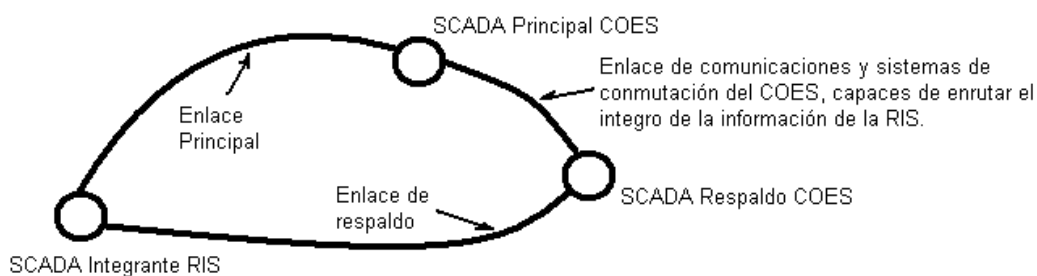 SCADA Principal COES
Enlace de comunicaciones y sistemas de
conmutación del COES, capaces de enrutar el
integro de la información de la RIS.
Enlace
Principal
Enlace de
respaldo
SCADA Respaldo COES
SCADA Integrante RIS